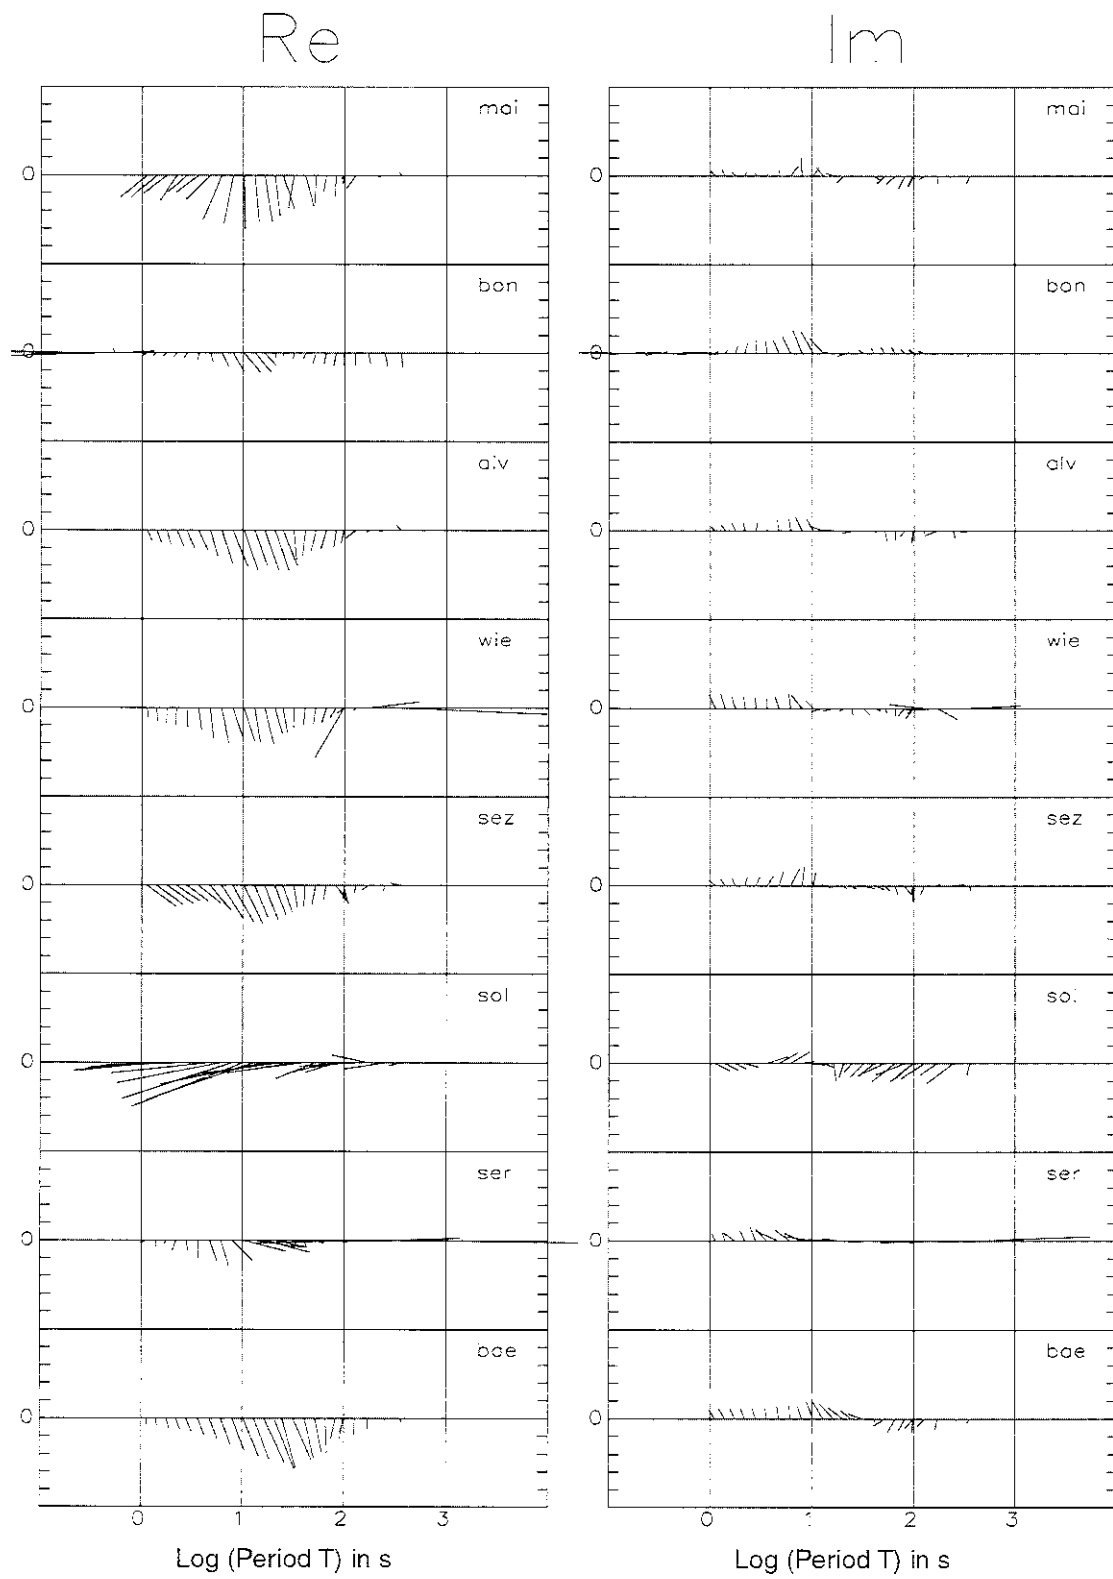 Re Im
mai mai
0 0
bon bon
0 0
alv alv
0 0
wie wie
0 0
sez sez
0 0
sol sol
0 0
ser ser
0 0
bae bae
0 0
0 1 2 3 0 1 2 3
Log (Period T) in s Log (Period T) in s